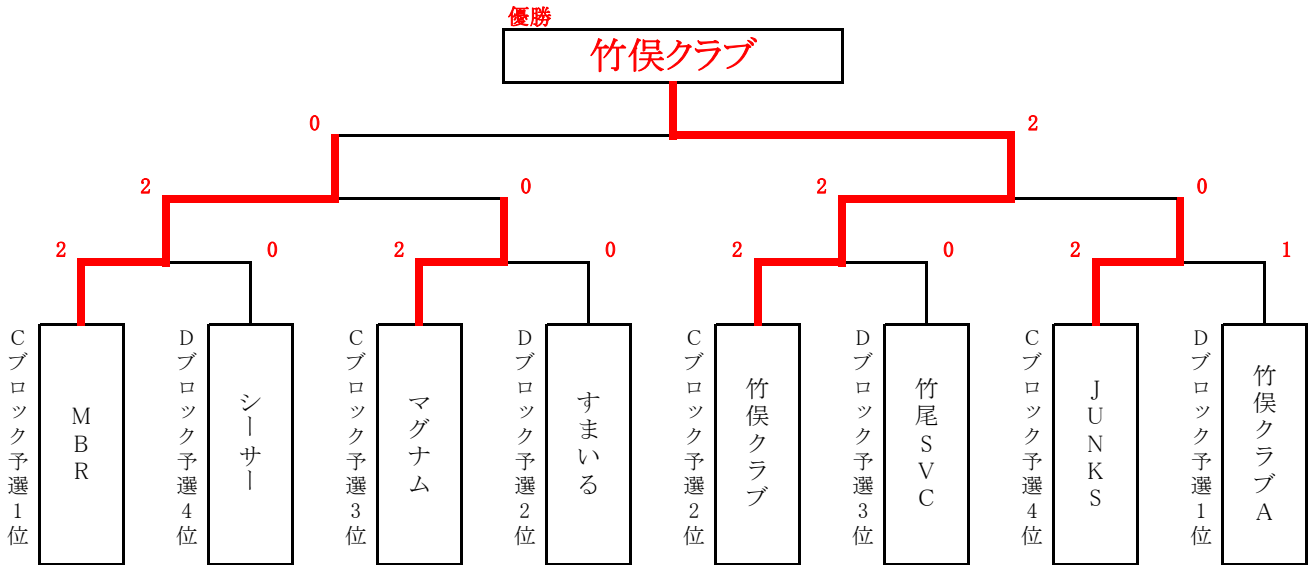 優勝
竹俣クラブ
0
2
2
0
2
0
2
0
2
0
2
0
2
1
Cブロック予選1位
MBR
Dブロック予選4位
シーサー
Cブロック予選3位
マグナム
Dブロック予選2位
すまいる
Cブロック予選2位
竹俣クラブ
Dブロック予選3位
竹尾SVC
Cブロック予選4位
JUNKS
Dブロック予選1位
竹俣クラブA